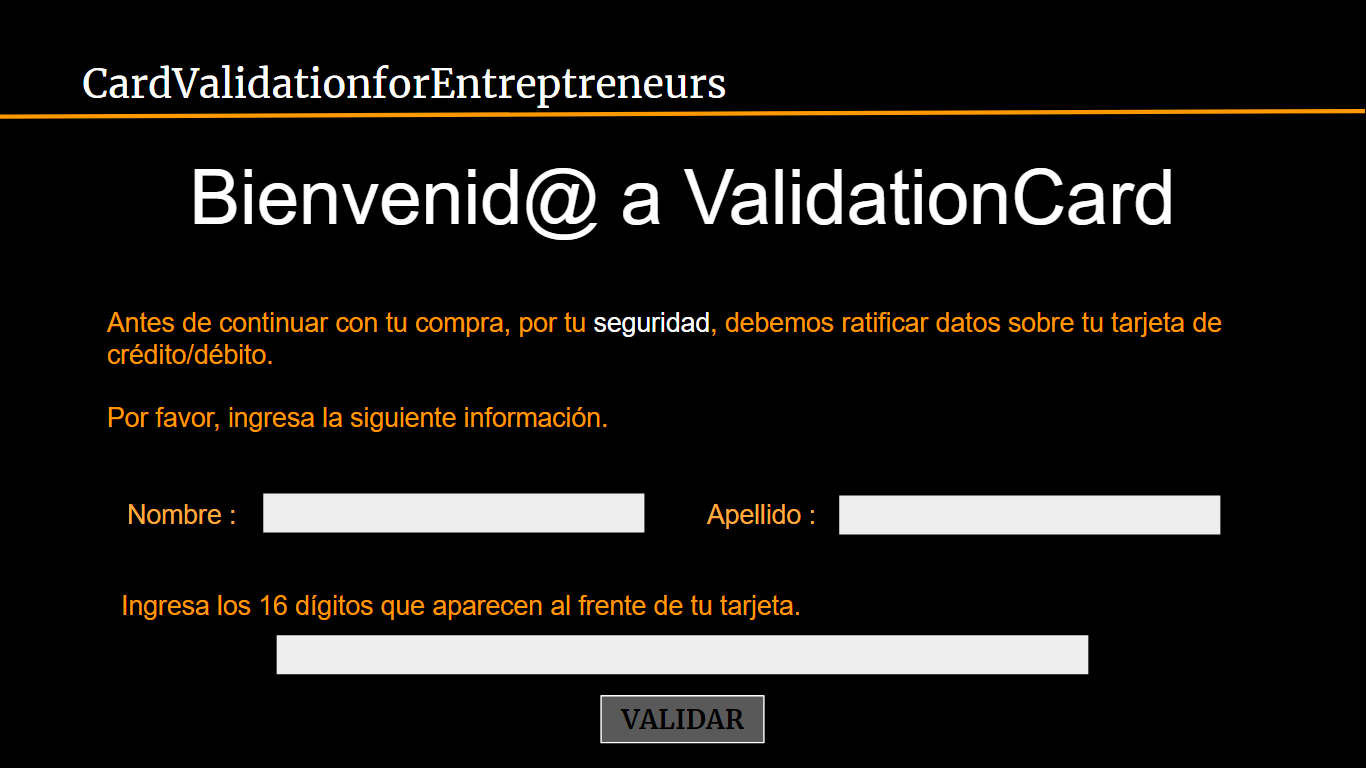 CardValidationforEntreptreneurs
Bienvenid@ a ValidationCard
Antes de continuar con tu compra, por tu seguridad, debemos ratificar datos sobre tu tarjeta de
crédito/débito.
Por favor, ingresa la siguiente información.
Nombre :
Apellido :
Ingresa los 16 dígitos que aparecen al frente de tu tarjeta.
VALIDAR